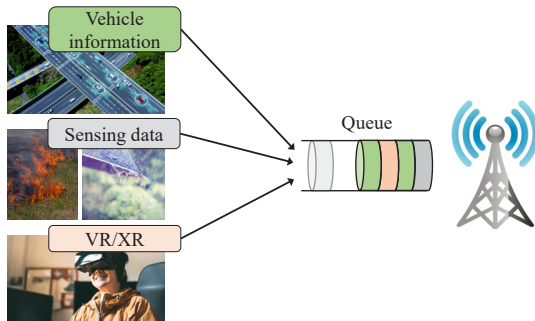 Vehicle
information
Sensing data
Queue
VR/XR